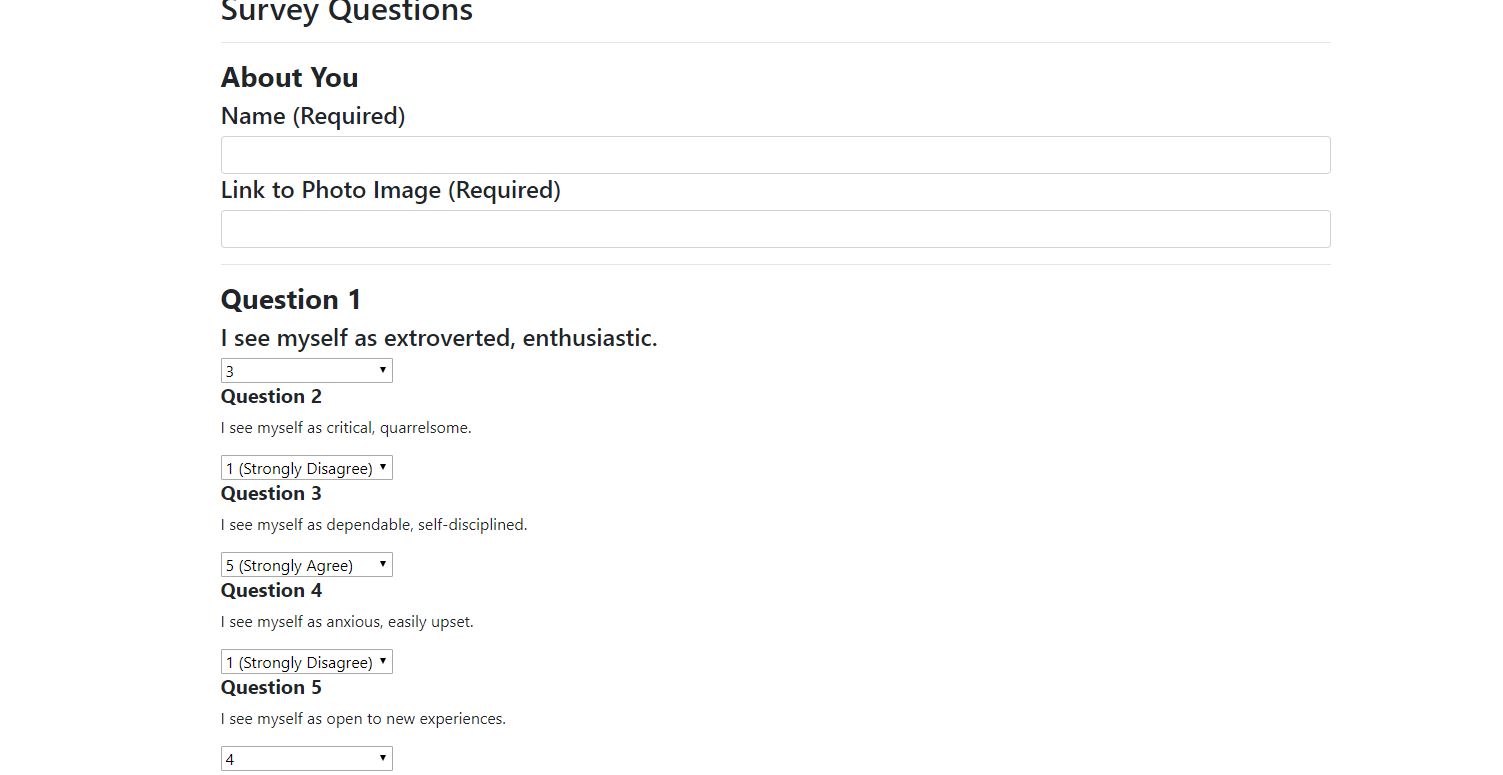 Survey Questions
About You
Name (Required)
Link to Photo Image (Required)
Question 1
I see myself as extroverted, enthusiastic.
3
Question 2
I see myself as critical, quarrelsome.
1 (Strongly Disagree)
Question 3
I see myself as dependable, self-disciplined.
5 (Strongly Agree)
Question 4
I see myself as anxious, easily upset.
1 (Strongly Disagree)
Question 5
I see myself as open to new experiences.
4